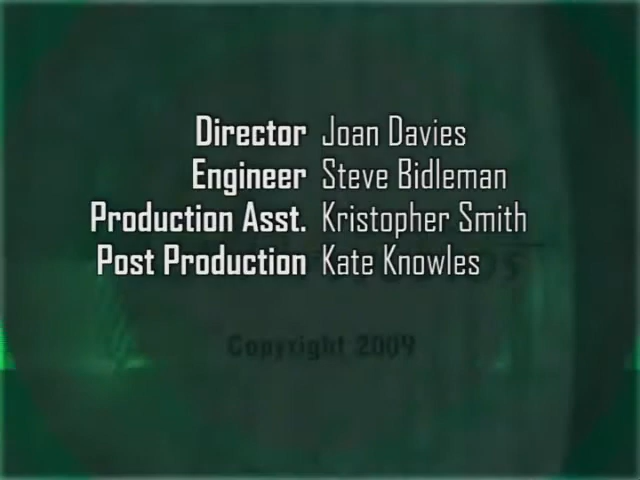 Director Joan Davies
Engineer Steve Bidleman
Production Asst. Kristopher Smith
Post Production Kate Knowles
Copyright 2009